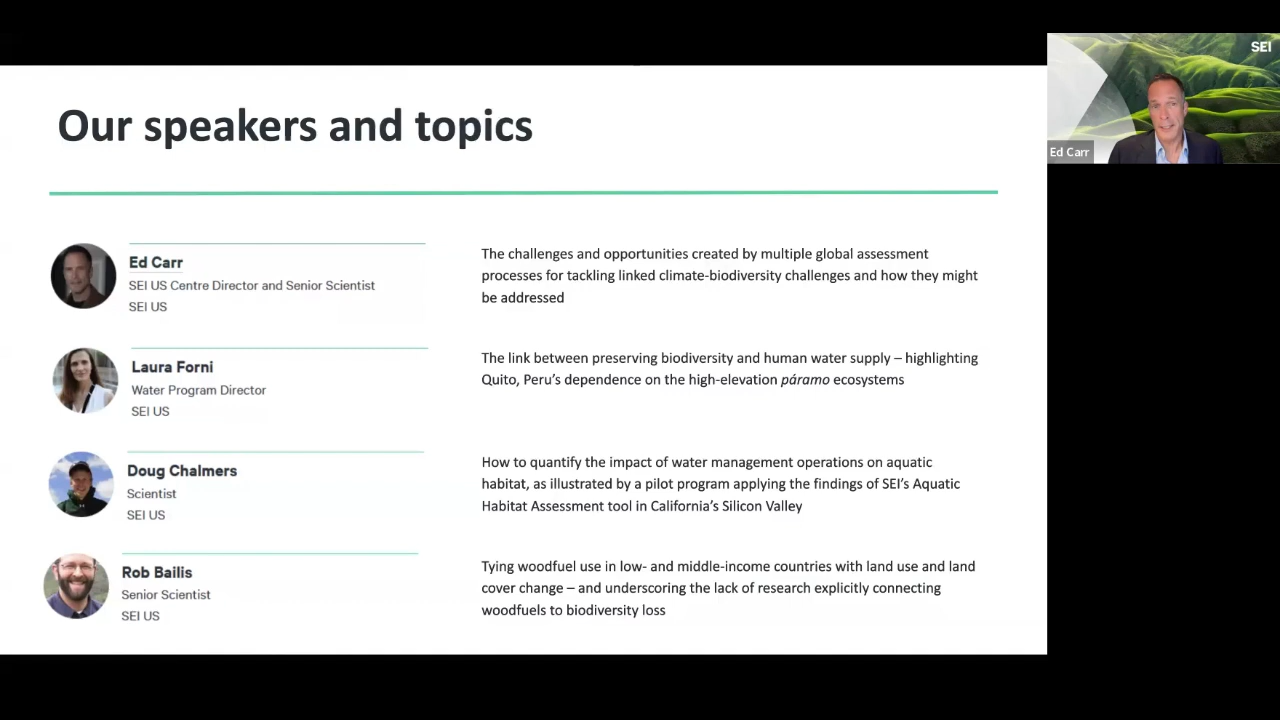 Our speakers and topics
SEI
Ed Carr
Ed Carr
SEI US Centre Director and Senior Scientist
SEI US
The challenges and opportunities created by multiple global assessment
processes for tackling linked climate-biodiversity challenges and how they might
be addressed
Laura Forni
Water Program Director
SEI US
The link between preserving biodiversity and human water supply – highlighting
Quito, Peru’s dependence on the high-elevation páramo ecosystems
Doug Chalmers
Scientist
SEI US
How to quantify the impact of water management operations on aquatic
habitat, as illustrated by a pilot program applying the findings of SEI’s Aquatic
Habitat Assessment tool in California’s Silicon Valley
Rob Bailis
Senior Scientist
SEI US
Tying woodfuel use in low- and middle-income countries with land use and land
cover change – and underscoring the lack of research explicitly connecting
woodfuels to biodiversity loss